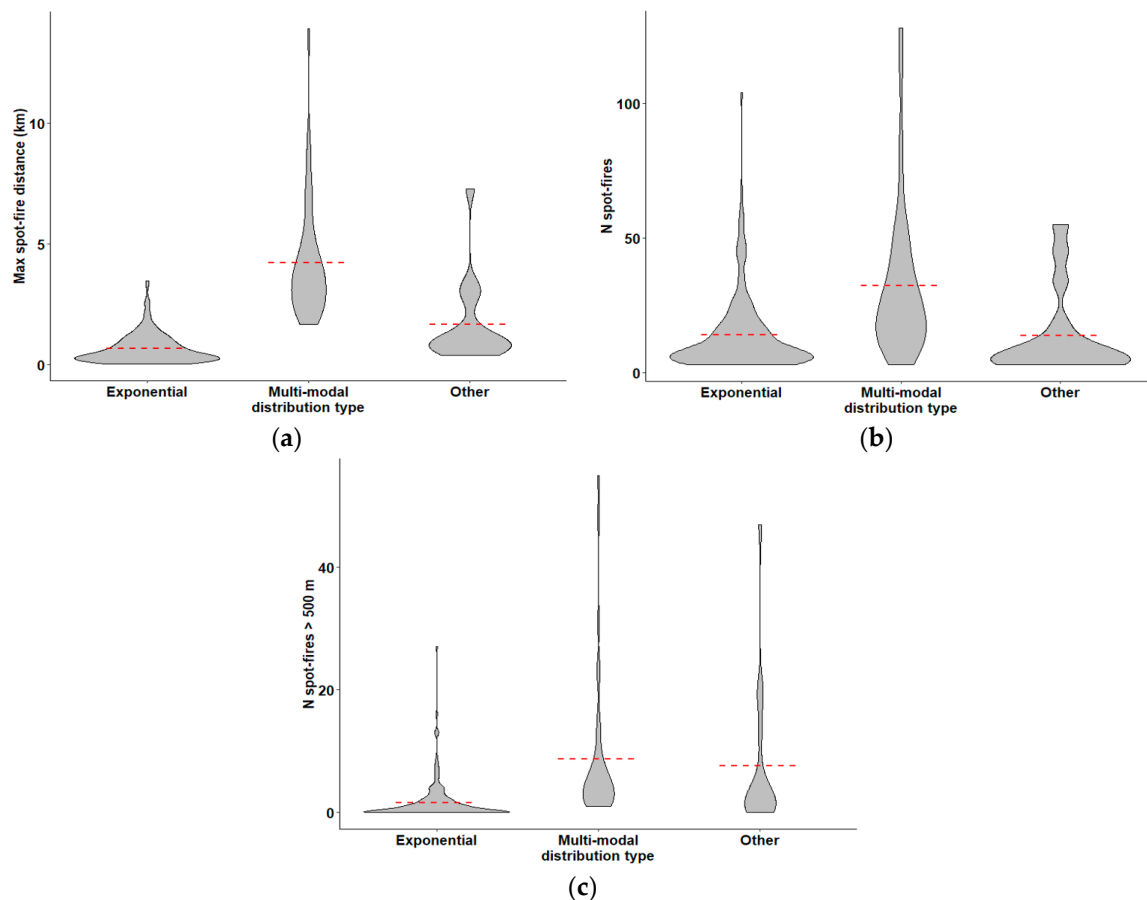 Max spot-fire distance (km)
10
5
0
Exponential
Multi-modal
Other
distribution type
(a)
N spot-fires
100
50
0
Exponential
Multi-modal
Other
distribution type
(b)
N spot-fires > 500 m
40
20
0
Exponential
Multi-modal
Other
distribution type
(c)